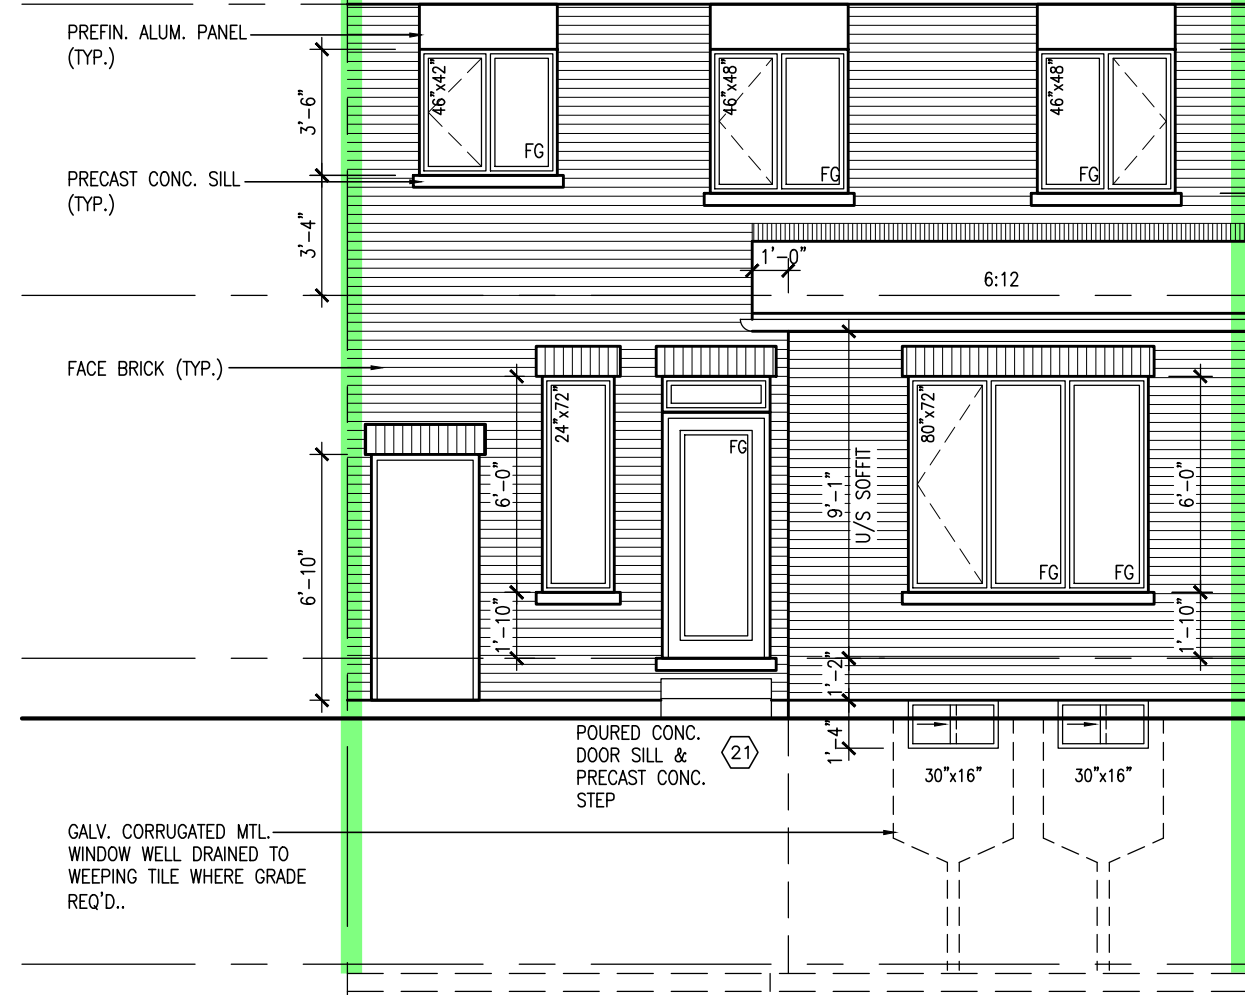 PREFIN. ALUM. PANEL
(TYP.)
46"x42"
FG
46"x48"
FG
46"x48"
FG
3'-6"
PRECAST CONC. SILL
(TYP.)
3'-4"
1'-0"
6:12
FACE BRICK (TYP.)
24"x72"
FG
80"x72"
FG
FG
6'-0"
9'-1"
U/S SOFFIT
6'-0"
6'-10"
1'-10"
1'-10"
1'-2"
1'-4"
POURED CONC.
DOOR SILL &
PRECAST CONC.
STEP
21
30"x16"
30"x16"
GALV. CORRUGATED MTL.
WINDOW WELL DRAINED TO
WEEPING TILE WHERE GRADE
REQ'D..